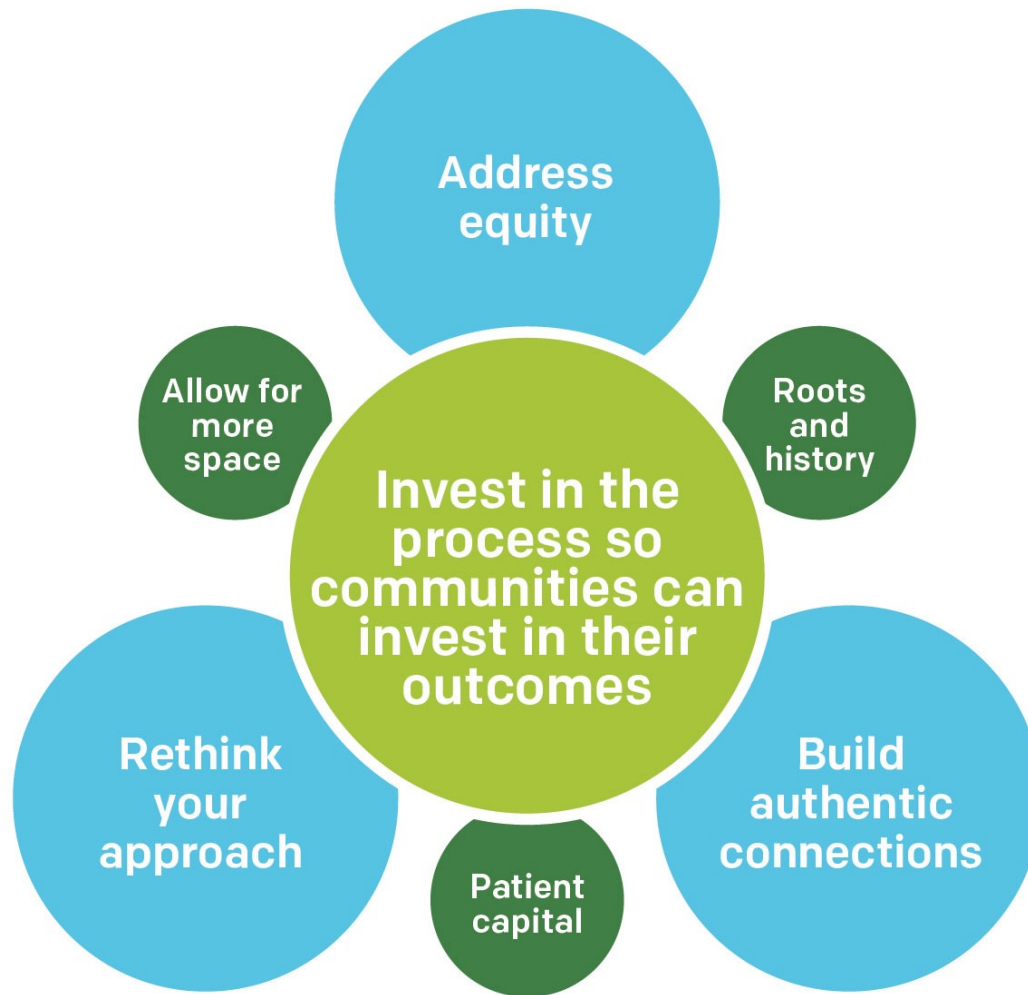 Address
equity
Allow for
more
space
Roots
and
history
Invest in the
process so
communities can
invest in their
outcomes
Rethink
your
approach
Build
authentic
connections
Patient
capital